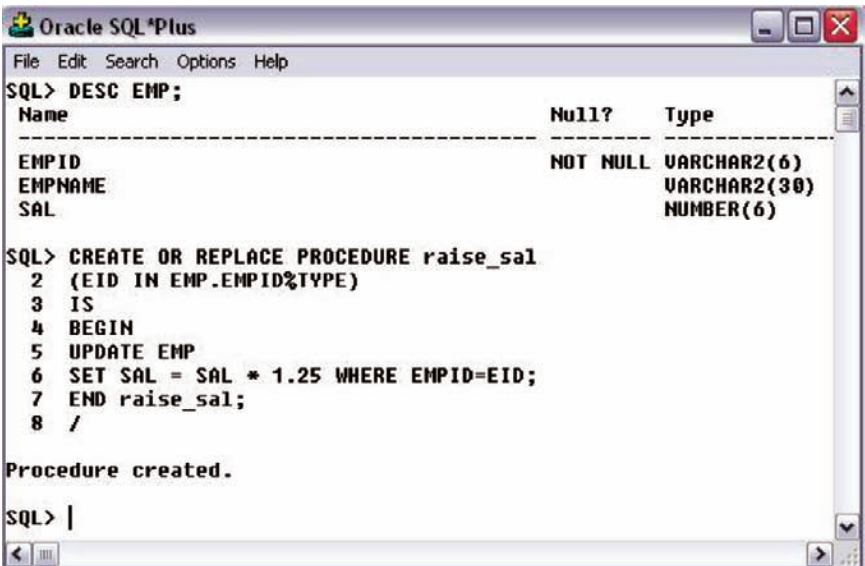 Oracle SQL*Plus
File Edit Search Options Help
SQL> DESC EMP;
Name Null? Type
----------------------------------------- -------- --------------
EMPID NOT NULL VARCHAR2(6)
EMPNAME VARCHAR2(30)
SAL NUMBER(6)
SQL> CREATE OR REPLACE PROCEDURE raise_sal
2 (EID IN EMP.EMPID%TYPE)
3 IS
4 BEGIN
5 UPDATE EMP
6 SET SAL = SAL * 1.25 WHERE EMPID=EID;
7 END raise_sal;
8 /
Procedure created.
SQL>